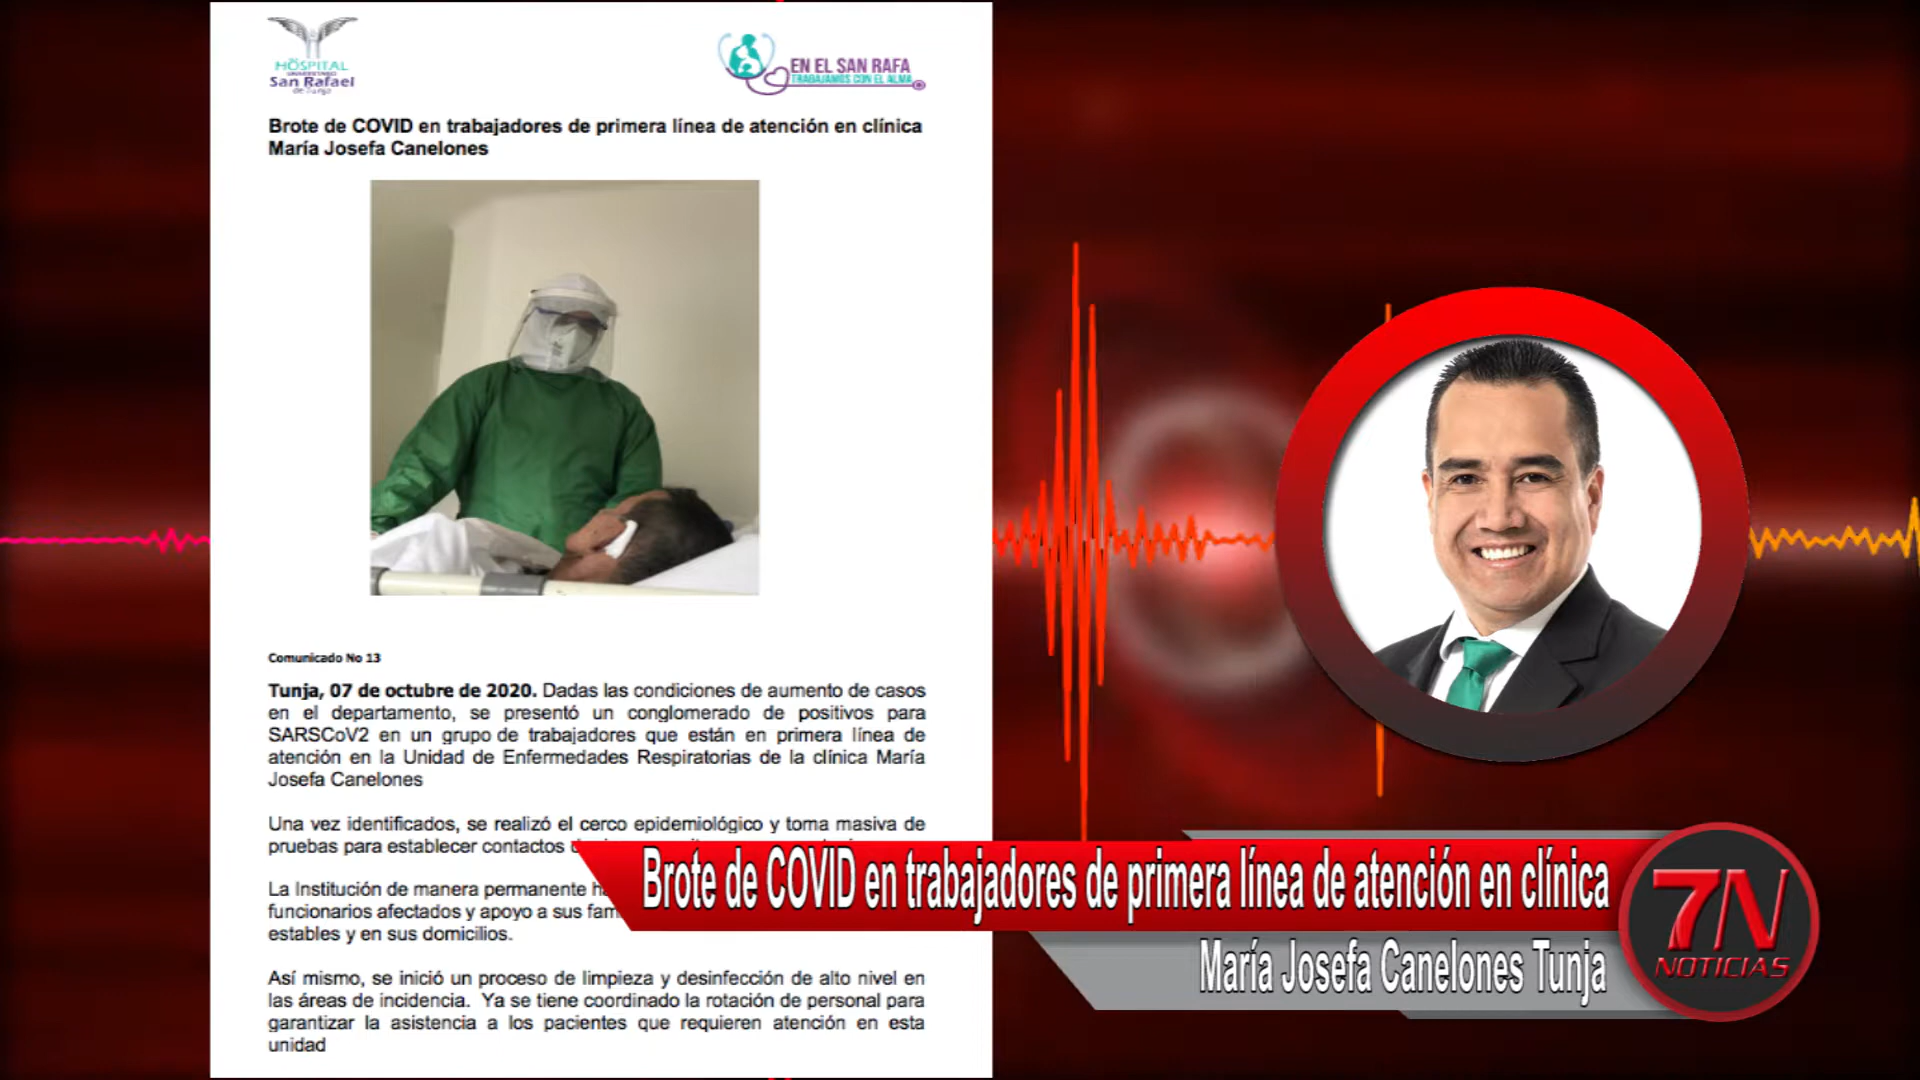 HOSPITAL
UNIVERSITARIO
San Rafael
de Tunja
EN EL SAN RAFA
TRABAJAMOS CON EL ALMA
Brote de COVID en trabajadores de primera línea de atención en clínica
María Josefa Canelones
Comunicado No 13
Tunja, 07 de octubre de 2020. Dadas las condiciones de aumento de casos
en el departamento, se presentó un conglomerado de positivos para
SARSCoV2 en un grupo de trabajadores que están en primera línea de
atención en la Unidad de Enfermedades Respiratorias de la clínica María
Josefa Canelones
Una vez identificados, se realizó el cerco epidemiológico y toma masiva de
pruebas para establecer contactos
La Institución de manera permanente
funcionarios afectados y apoyo a sus
estables y en sus domicilios.
Así mismo, se inició un proceso de limpieza y desinfección de alto nivel en
las áreas de incidencia. Ya se tiene coordinado la rotación de personal para
garantizar la asistencia a los pacientes que requieren atención en esta
unidad
Brote de COVID en trabajadores de primera línea de atención en clínica
María Josefa Canelones Tunja
7N
NOTICIAS